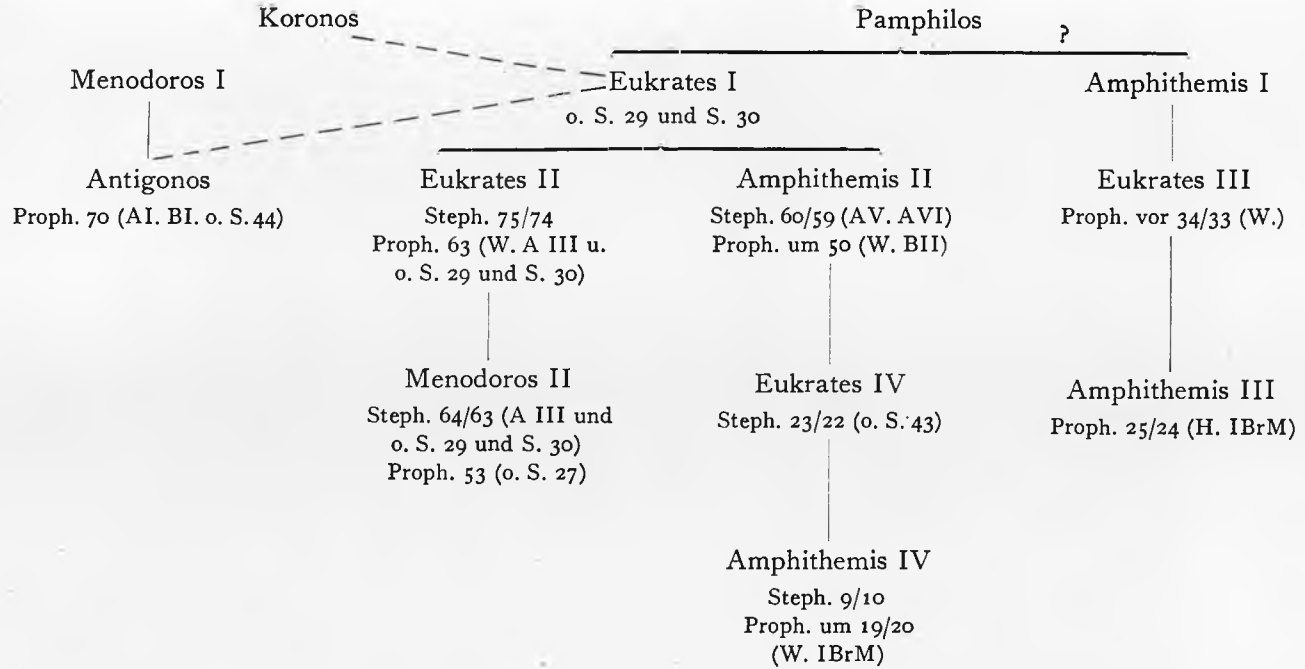 Koronos
Pamphilos
?
Menodoros I
Eukrates I
o. S. 29 und S. 30
Amphithemis I
Antigonos
Proph. 70 (AI. BI. o. S. 44)
Eukrates II
Steph. 75/74
Proph. 63 (W. A III u.
o. S. 29 und S. 30)
Amphithemis II
Steph. 60/59 (AV. AVI)
Proph. um 50 (W. BII)
Eukrates III
Proph. vor 34/33 (W.)
Menodoros II
Steph. 64/63 (A III und
o. S. 29 und S. 30)
Proph. 53 (o. S. 27)
Eukrates IV
Steph. 23/22 (o. S. 43)
Amphithemis III
Proph. 25/24 (H. IBrM)
Amphithemis IV
Steph. 9/10
Proph. um 19/20
(W. IBrM)